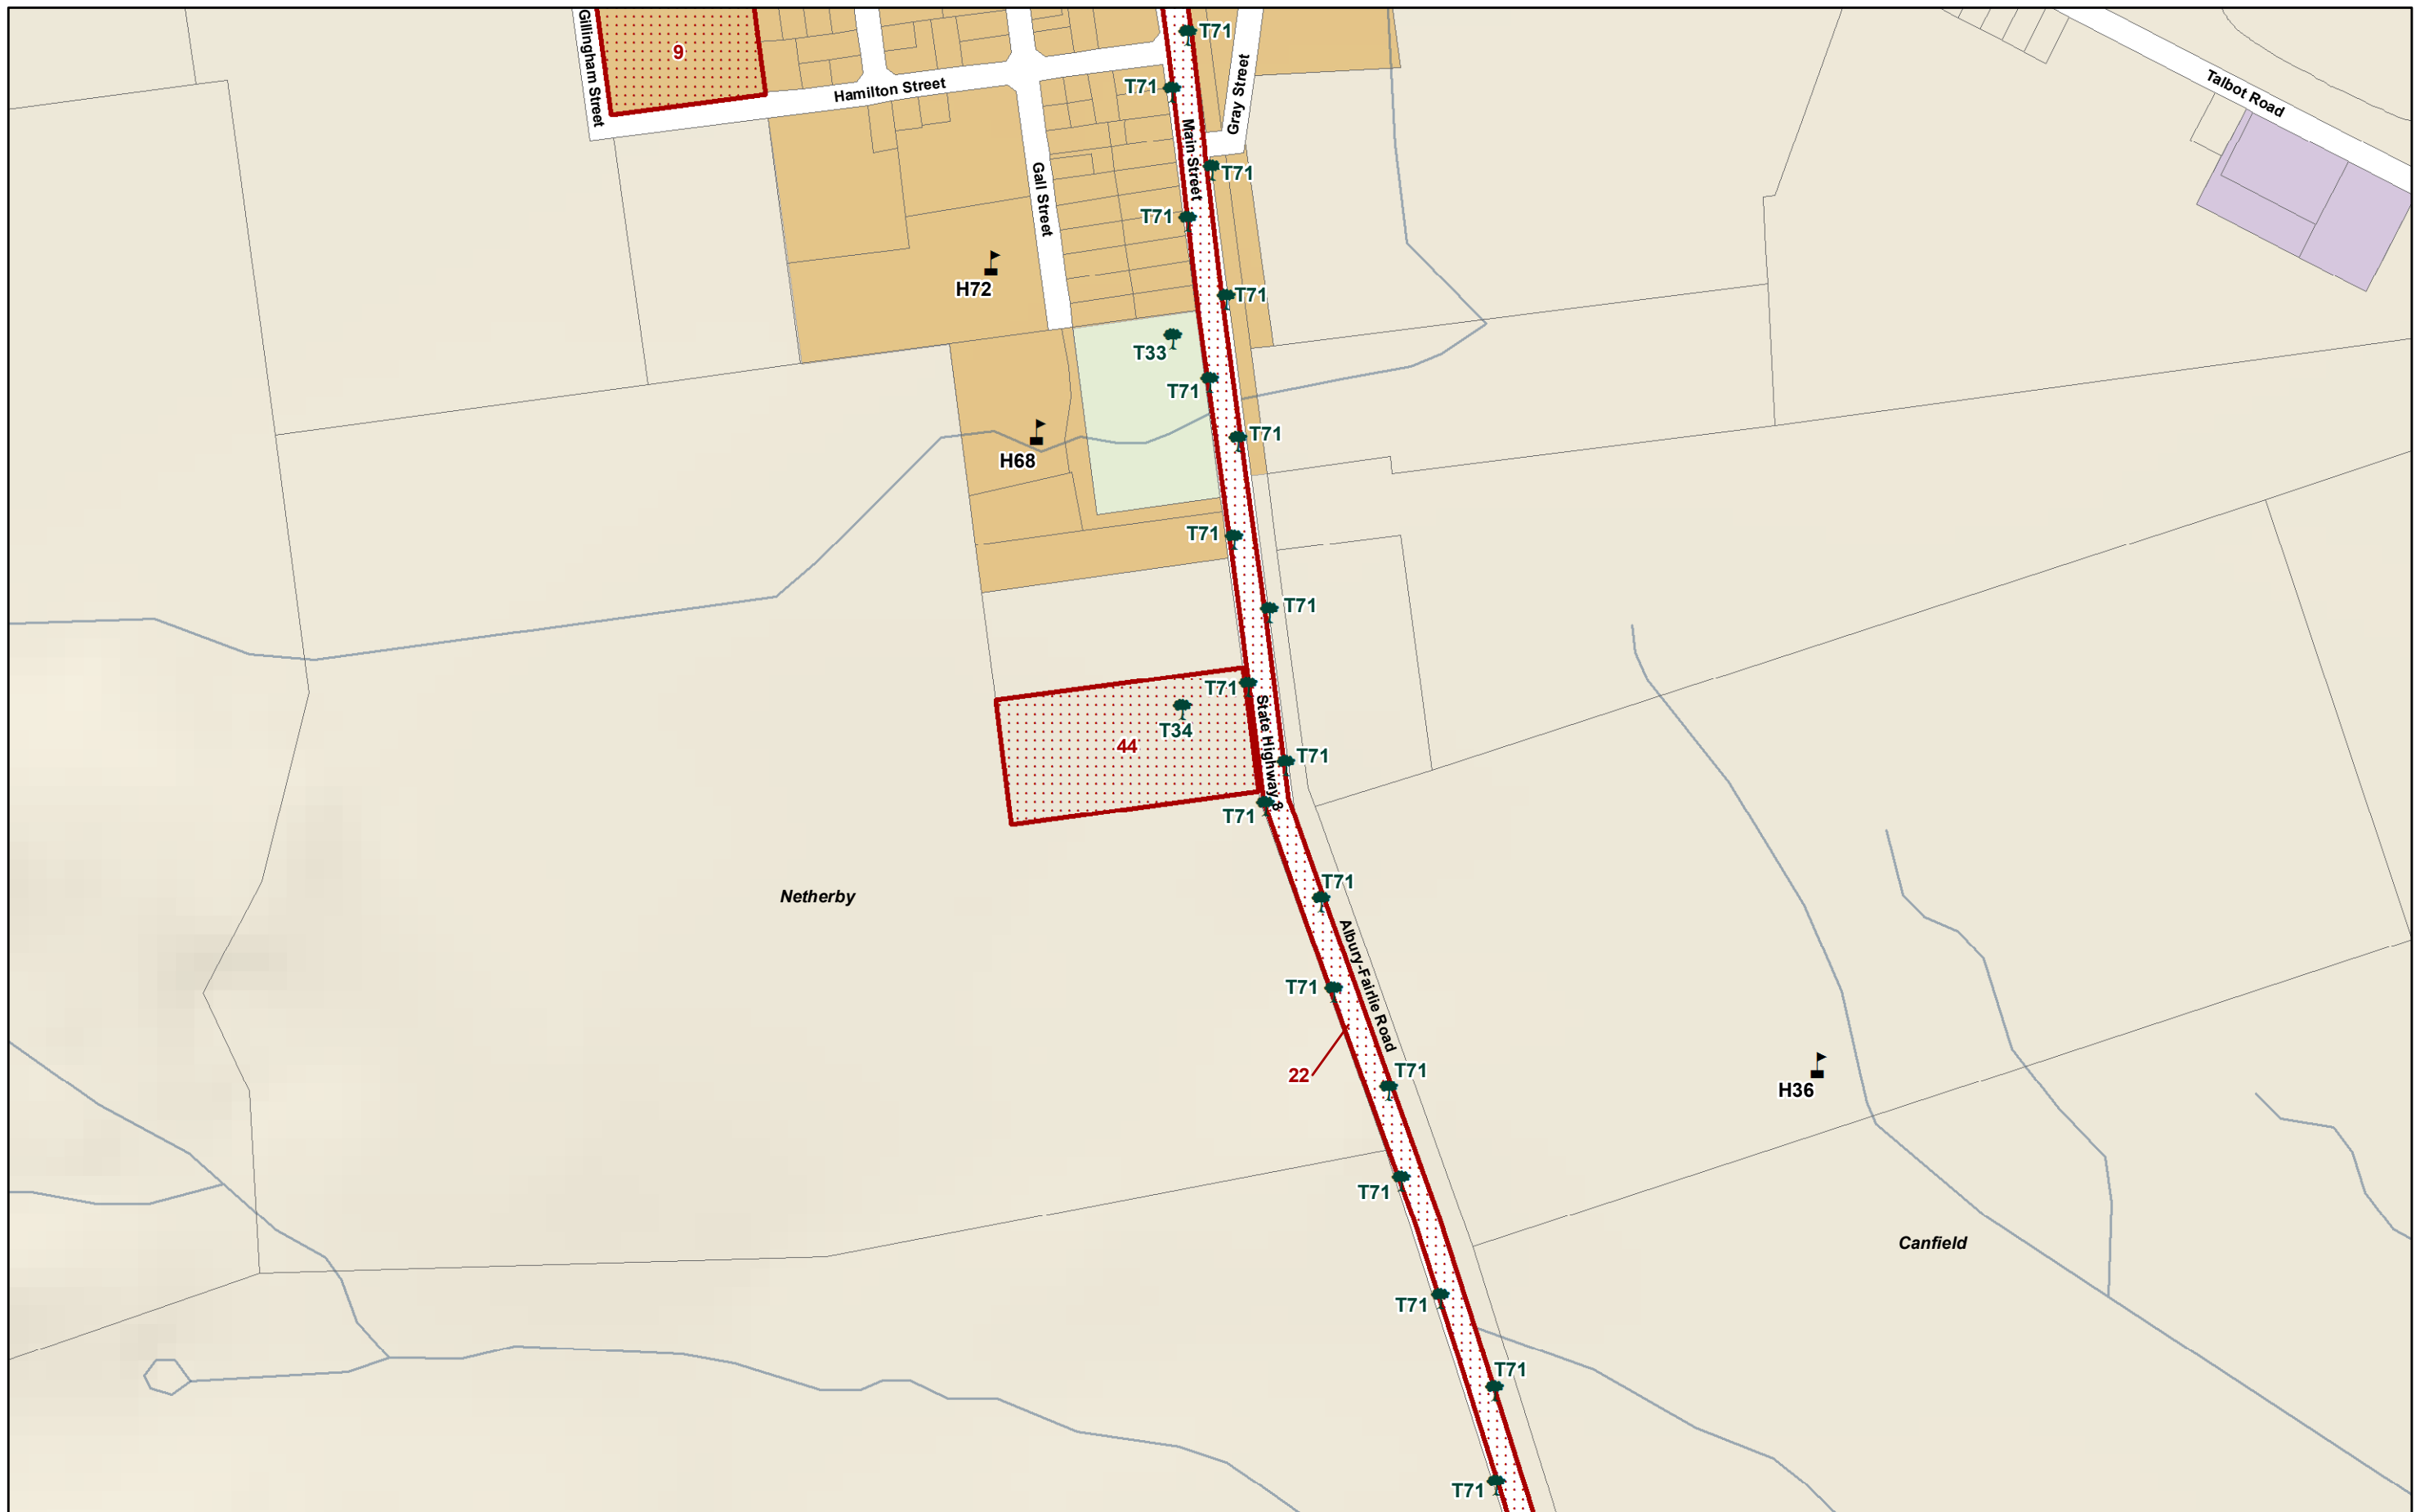 T71
Gillingham Street
9
Talbot Road
T71
Hamilton Street
Gray Street
Main Street
T71
Gall Street
T71
H72
T71
T33
T71
T71
H68
T71
T71
T71
State Highway 8
T34
44
T71
T71
T71
Netherby
Albury-Fairlie Road
T71
T71
22
H36
T71
Canfield
T71
T71
T71